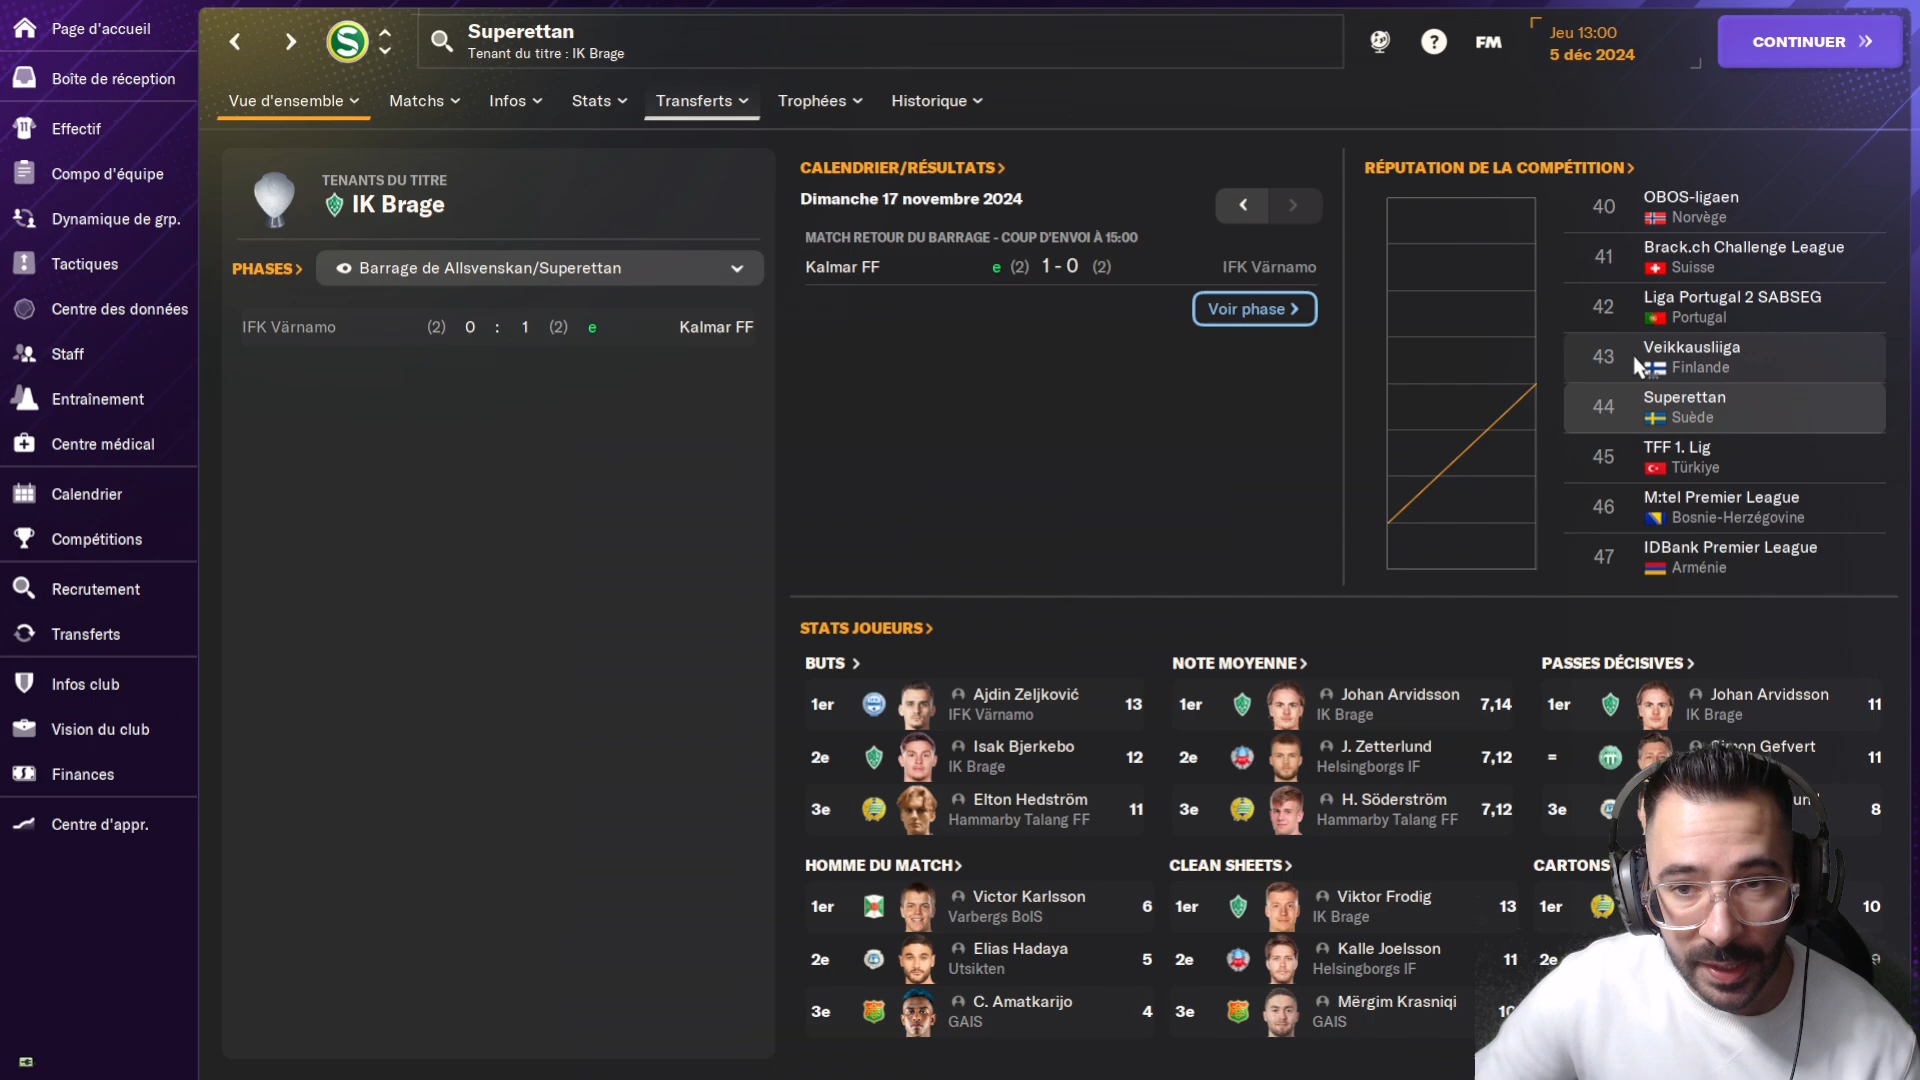 Page d'accueil
Boîte de réception
Effectif
Compo d'équipe
Dynamique de grp.
Tactiques
Centre des données
Staff
Entraînement
Centre médical
Calendrier
Compétitions
Recrutement
Transferts
Infos club
Vision du club
Finances
Centre d'appr.
Superettan
Tenant du titre : IK Brage
FM
Jeu 13:00
5 déc 2024
CONTINUER
Vue d'ensemble
Matchs
Infos
Stats
Transferts
Trophées
Historique
TENANTS DU TITRE
IK Brage
PHASES
Barrage de Allsvenskan/Superettan
IFK Värnamo (2) 0 : 1 (2) e Kalmar FF
CALENDRIER/RÉSULTATS
Dimanche 17 novembre 2024
MATCH RETOUR DU BARRAGE - COUP D'ENVOI À 15:00
Kalmar FF e (2) 1 - 0 (2) IFK Värnamo
Voir phase
RÉPUTATION DE LA COMPÉTITION
40 OBOS-ligaen
Norvège
41 Brack.ch Challenge League
Suisse
42 Liga Portugal 2 SABSEG
Portugal
43 Veikkausliiga
Finlande
44 Superettan
Suède
45 TFF 1. Lig
Türkiye
46 M:tel Premier League
Bosnie-Herzégovine
47 IDBank Premier League
Arménie
STATS JOUEURS
BUTS
1er Ajdin Zeljković 13
IFK Värnamo
2e Isak Bjerkebo 12
IK Brage
3e Elton Hedström 11
Hammarby Talang FF
NOTE MOYENNE
1er Johan Arvidsson 7,14
IK Brage
2e J. Zetterlund 7,12
Helsingborgs IF
3e H. Söderström 7,12
Hammarby Talang FF
PASSES DÉCISIVES
1er Johan Arvidsson 11
IK Brage
= Simon Gefvert 11
3e 8
HOMME DU MATCH
1er Victor Karlsson 6
Varbergs BoIS
2e Elias Hadaya 5
Utsikten
3e C. Amatkarijo 4
GAIS
CLEAN SHEETS
1er Viktor Frodig 13
IK Brage
2e Kalle Joelsson 11
Helsingborgs IF
3e Mërgim Krasniqi 10
GAIS
CARTONS
1er 10
2e 9